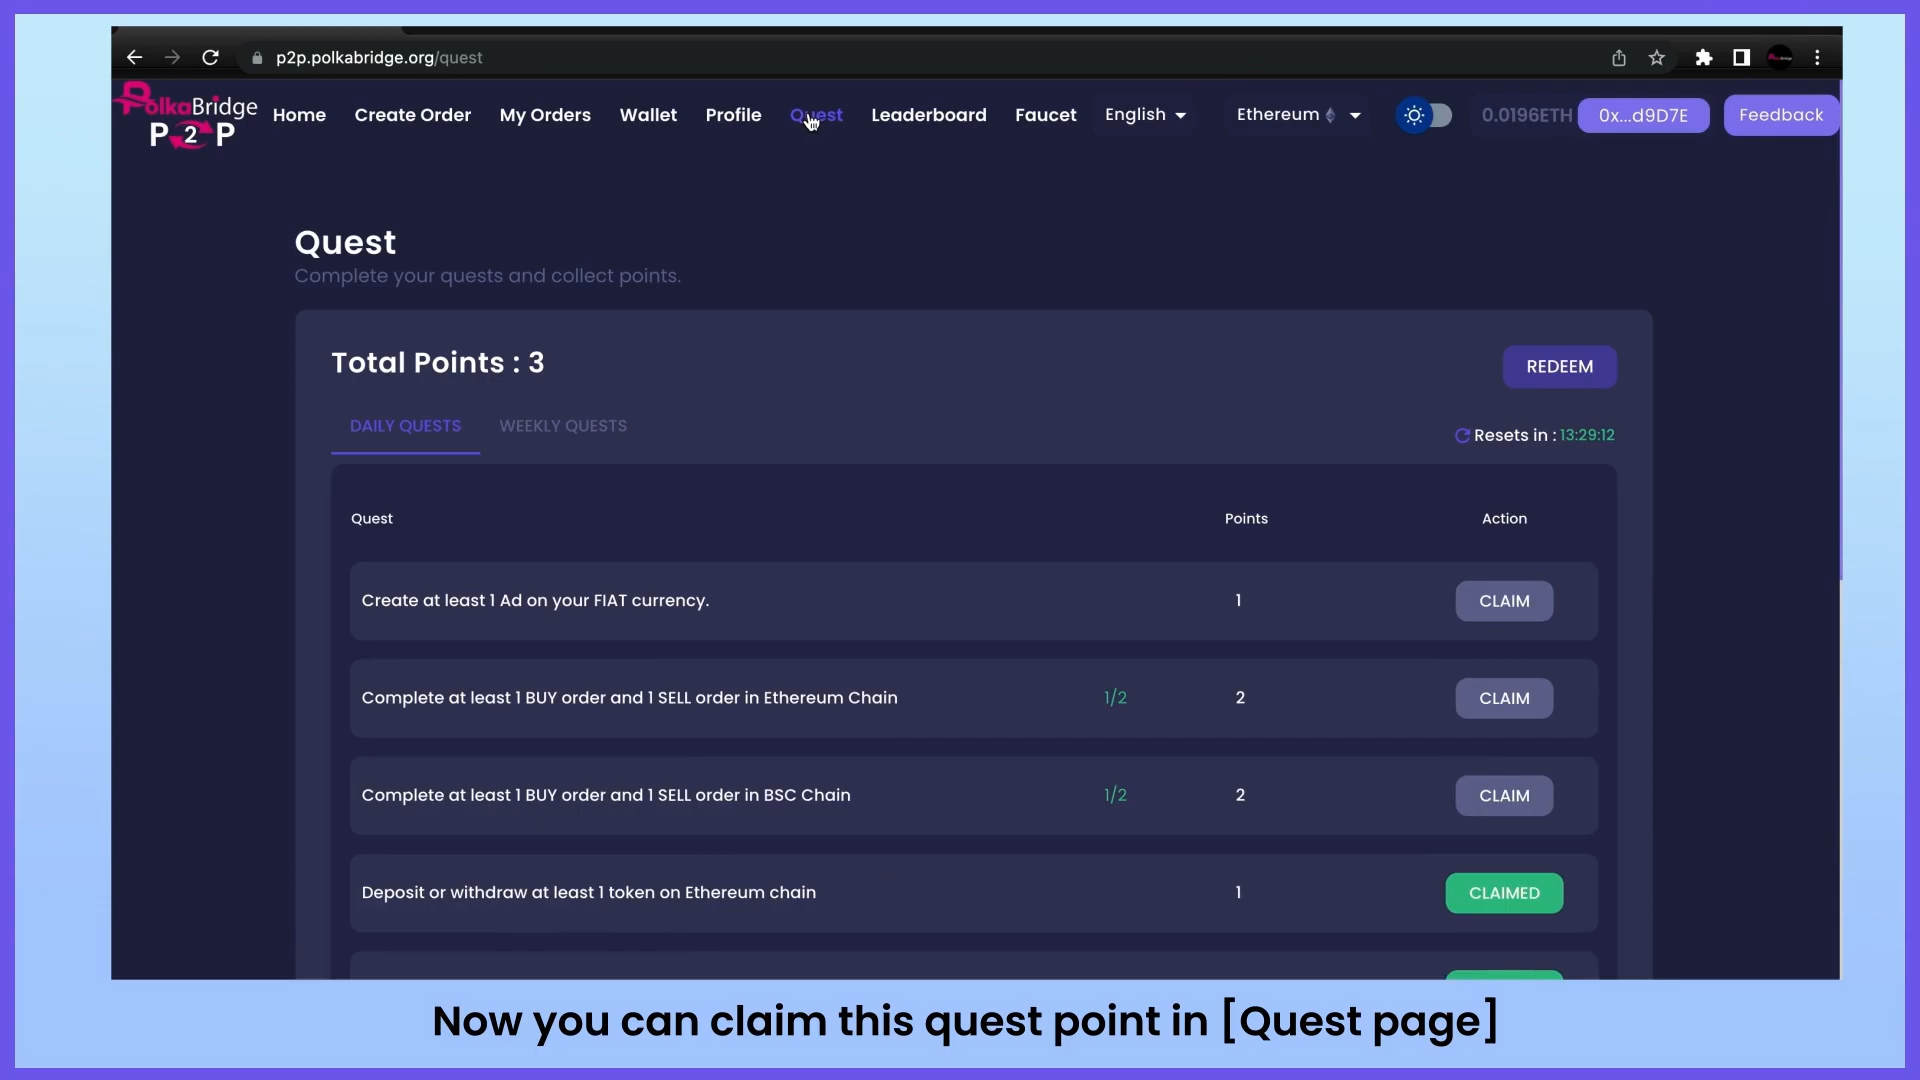 p2p.polkabridge.org/quest
PolkaBridge
P2P
Home Create Order My Orders Wallet Profile Quest Leaderboard Faucet English Ethereum 0.0196ETH 0x...d9D7E Feedback
Quest
Complete your quests and collect points.
Total Points : 3
REDEEM
DAILY QUESTS WEEKLY QUESTS
Resets in : 13:29:12
Quest Points Action
Create at least 1 Ad on your FIAT currency. 1 CLAIM
Complete at least 1 BUY order and 1 SELL order in Ethereum Chain 1/2 2 CLAIM
Complete at least 1 BUY order and 1 SELL order in BSC Chain 1/2 2 CLAIM
Deposit or withdraw at least 1 token on Ethereum chain 1 CLAIMED
Now you can claim this quest point in [Quest page]